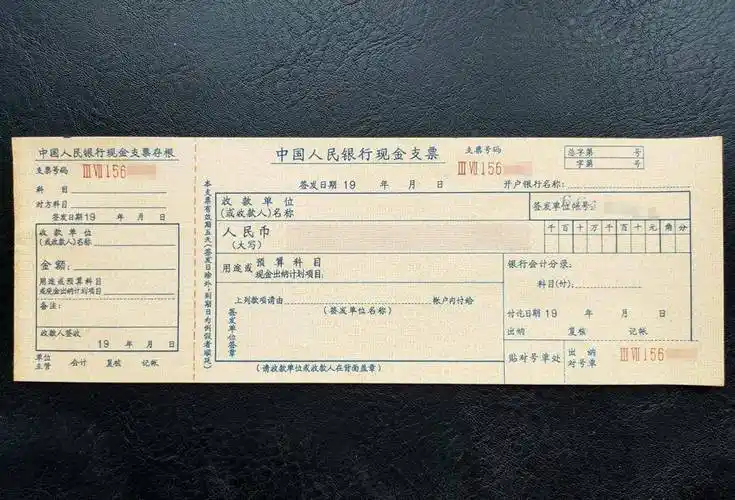 中国人民银行现金支票存根
支票号码 ⅢⅦ156
科目
对方科目
签发日期19 年 月 日
收款单位
(或收款人)名称
金额:
用途或预算科目
或现金出纳计划项目
备注:
收款人签收
19 年 月 日
单位主管 会计 复核 记帐
本支票有效期五天(签发日除外,到期日为例假者顺延)
中国人民银行现金支票
支票号码 ⅢⅦ156
总字第 号
字第 号
签发日期19 年 月 日 开户银行名称:
收款单位
(或收款人)名称
签发单位帐号:
人民币
(大写)
千百十万千百十元角分
用途或 预算科目
现金出纳计划项目:
上列款项请由 帐户内付给
(签发单位名称)
签发单位签章
(请收款单位或收款人在背面盖章)
银行会计分录:
科目(付):
付讫日期19 年 月 日
出纳 复核 记帐
贴对号单处
出纳
对号单 ⅢⅦ156